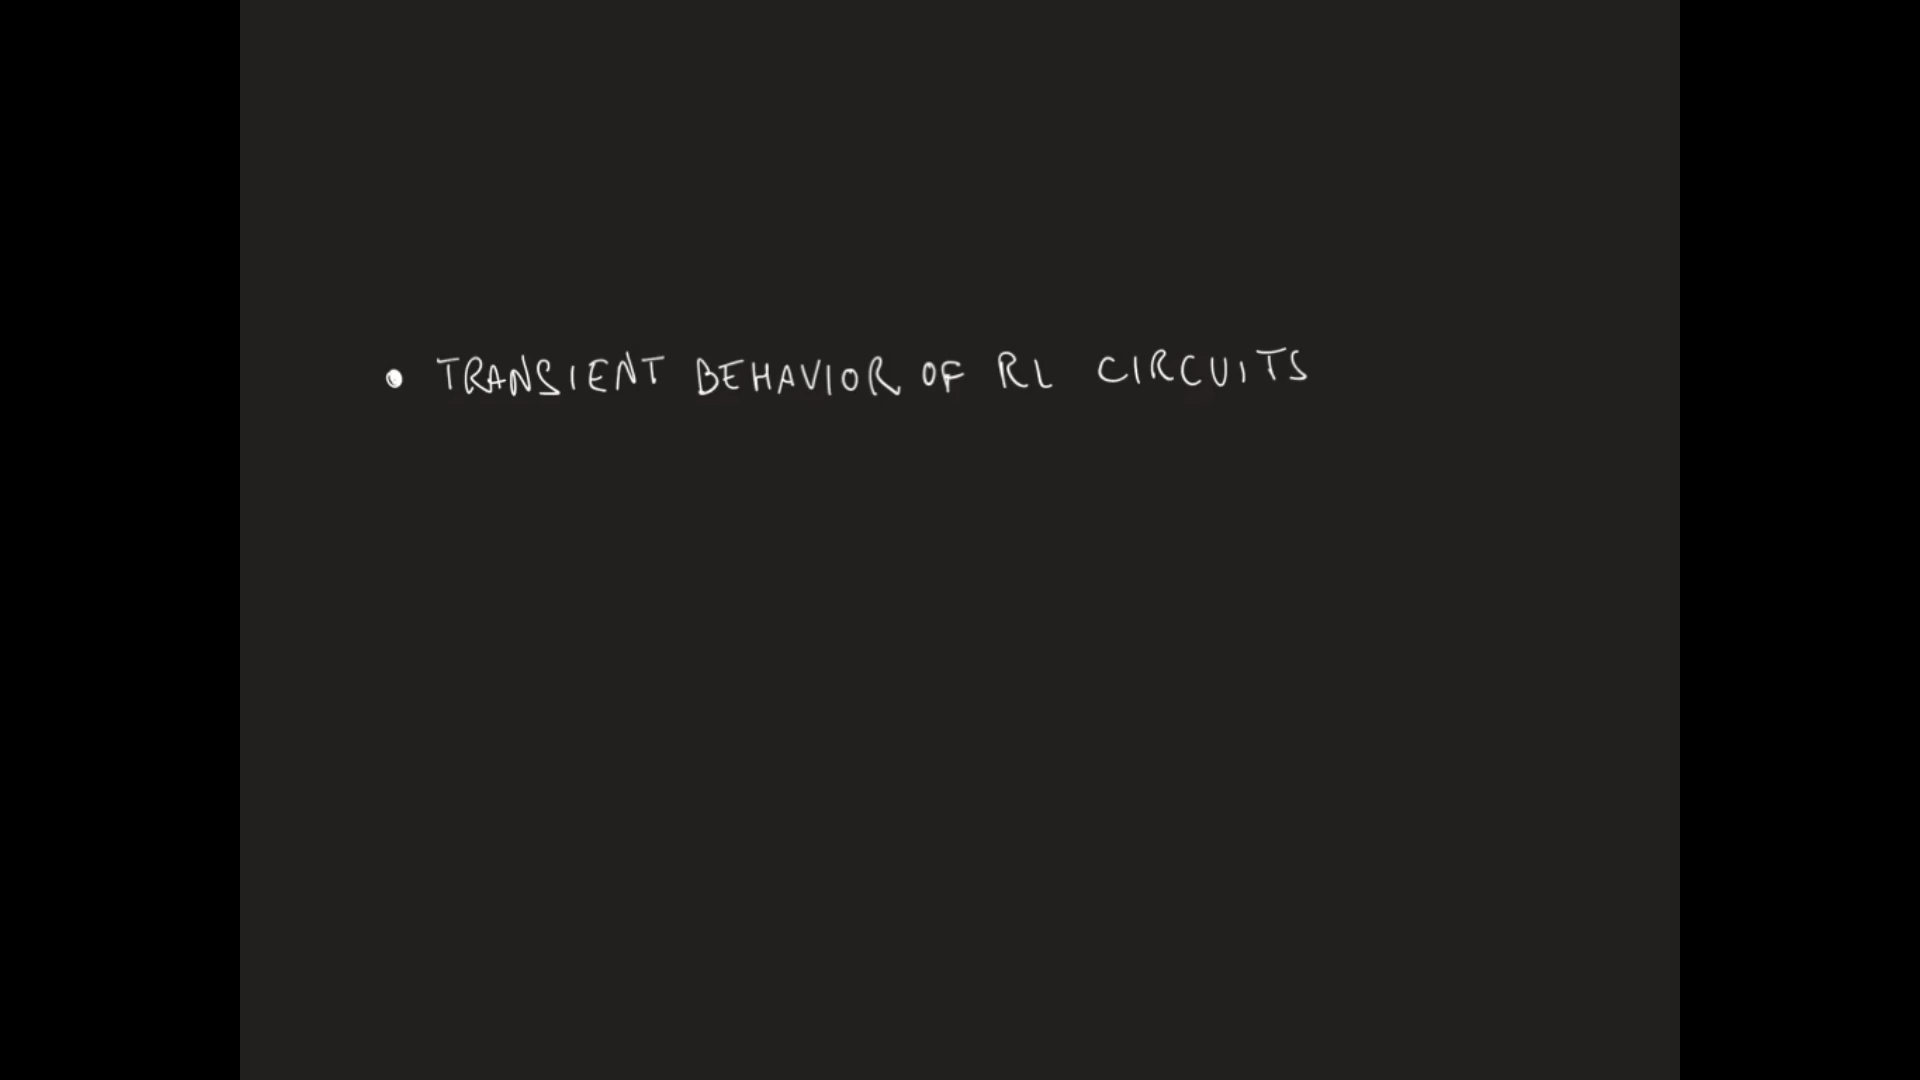 • TRANSIENT BEHAVIOR OF RL CIRCUITS